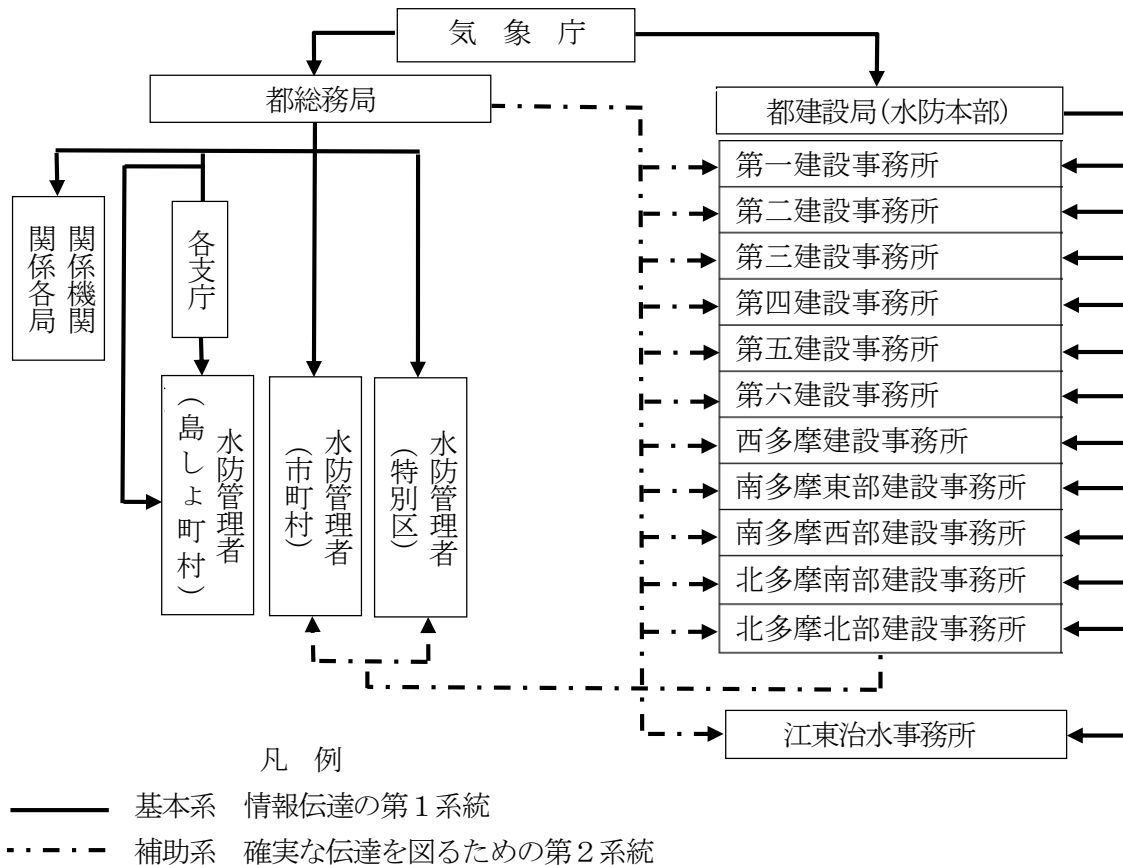 気 象 庁
都総務局
都建設局(水防本部)
第一建設事務所
第二建設事務所
第三建設事務所
第四建設事務所
第五建設事務所
第六建設事務所
西多摩建設事務所
南多摩東部建設事務所
南多摩西部建設事務所
北多摩南部建設事務所
北多摩北部建設事務所
江東治水事務所
関係機関
関係各局
各支庁
水防管理者
(島しょ町村)
水防管理者
(市町村)
水防管理者
(特別区)
凡 例
基本系 情報伝達の第1系統
補助系 確実な伝達を図るための第2系統